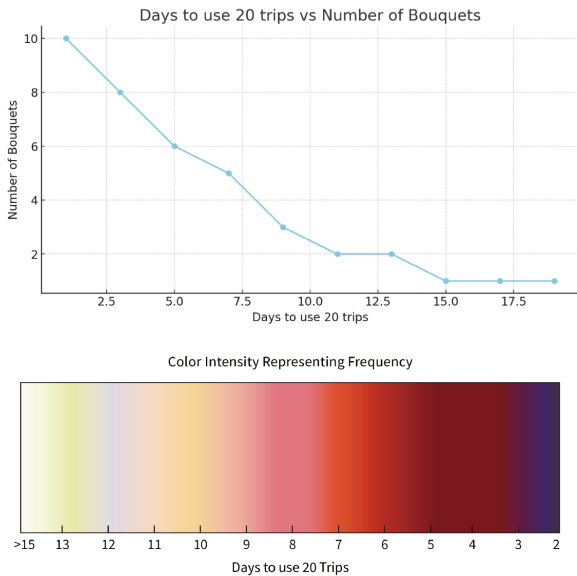 Days to use 20 trips vs Number of Bouquets
10
8
6
4
2
Number of Bouquets
2.5 5.0 7.5 10.0 12.5 15.0 17.5
Days to use 20 trips
Color Intensity Representing Frequency
>15 13 12 11 10 9 8 7 6 5 4 3 2
Days to use 20 Trips